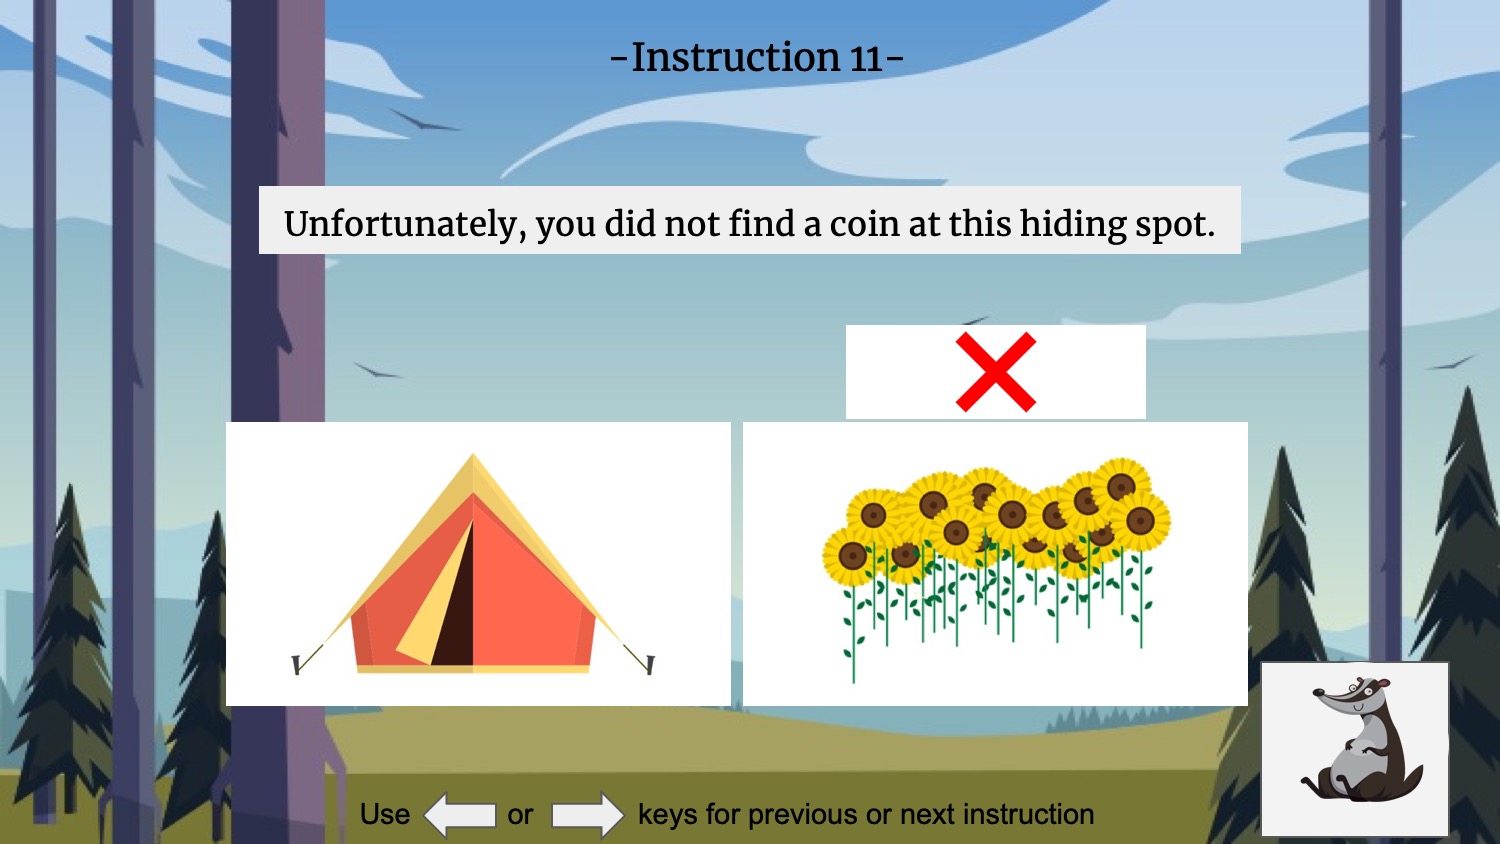 -Instruction 11-
Unfortunately, you did not find a coin at this hiding spot.
Use or keys for previous or next instruction